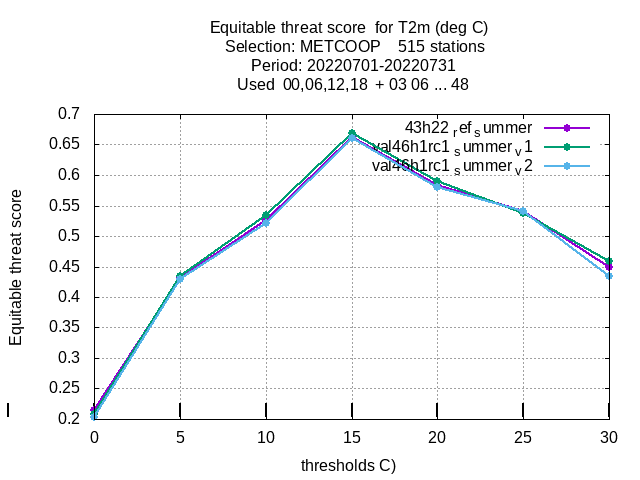 Equitable threat score for T2m (deg C)
Selection: METCOOP 515 stations
Period: 20220701-20220731
Used 00,06,12,18 + 03 06 ... 48
0.7
0.65
0.6
0.55
0.5
0.45
0.4
0.35
0.3
0.25
0.2
Equitable threat score
43h22 ref summer
val46h1rc1 summer v1
val46h1rc1 summer v2
0 5 10 15 20 25 30
thresholds C)